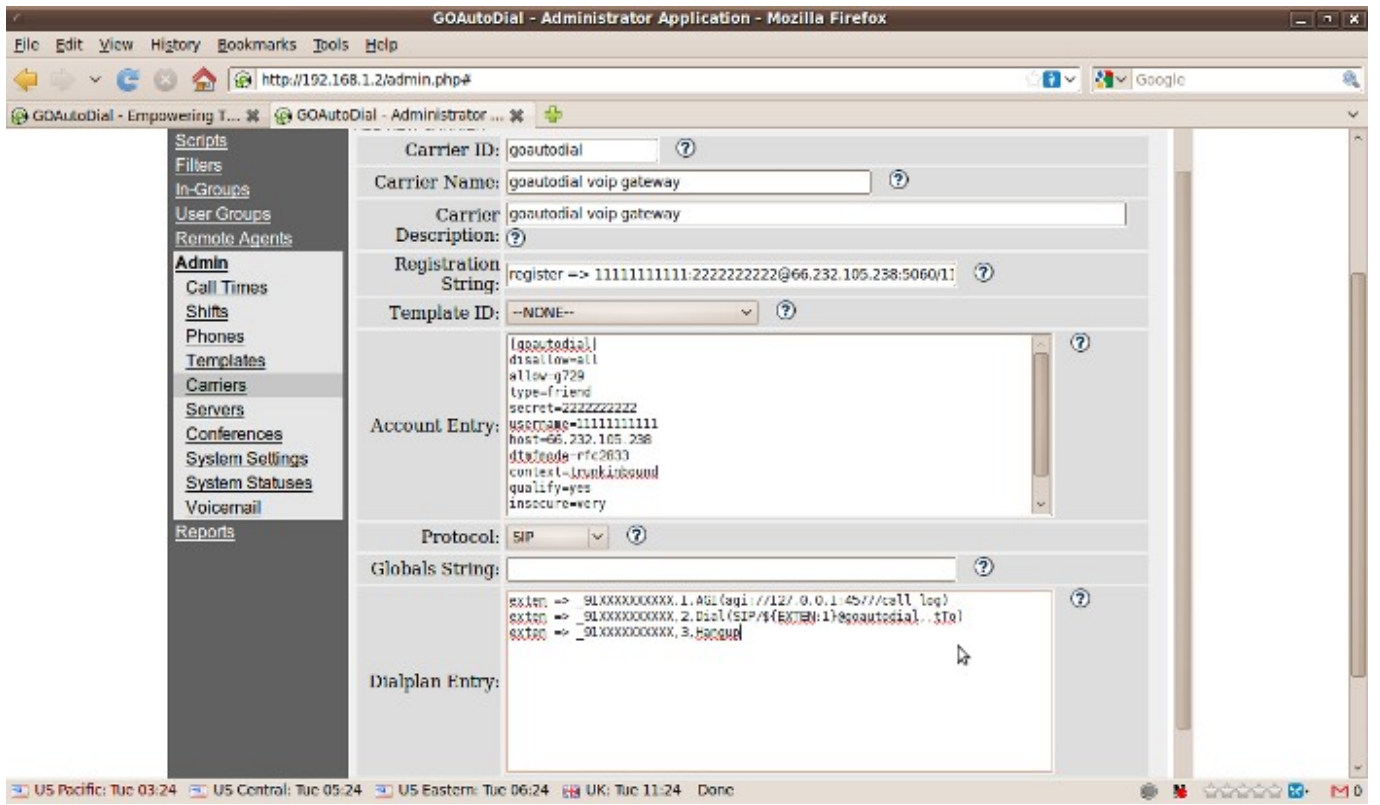 GOAutoDial - Administrator Application - Mozilla Firefox
File Edit View History Bookmarks Tools Help
http://192.168.1.2/admin.php# Google
GOAutoDial - Empowering T... GOAutoDial - Administrator ...
Scripts
Filters
In-Groups
User Groups
Remote Agents
Admin
Call Times
Shifts
Phones
Templates
Carriers
Servers
Conferences
System Settings
System Statuses
Voicemail
Reports
Carrier ID: goautodial
Carrier Name: goautodial voip gateway
Carrier Description: goautodial voip gateway
Registration String: register => 11111111111:2222222222@66.232.105.238:5060/11
Template ID: --NONE--
Account Entry:
[goautodial]
disallow=all
allow=g729
type=friend
secret=2222222222
username=11111111111
host=66.232.105.238
dtmfmode=rfc2833
context=trunkinbound
qualify=yes
insecure=very
Protocol: SIP
Globals String:
Dialplan Entry:
exten => _91XXXXXXXXXX,1,AGI(agi://127.0.0.1:4577/call_log)
exten => _91XXXXXXXXXX,2,Dial(SIP/${EXTEN:1}@goautodial,,tTo)
exten => _91XXXXXXXXXX,3,Hangup
US Pacific: Tue 03:24 US Central: Tue 05:24 US Eastern: Tue 06:24 UK: Tue 11:24 Done 0